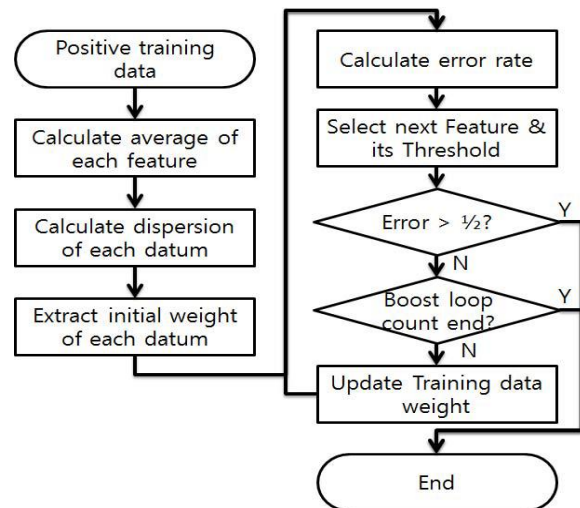 Positive training
data
Calculate average of
each feature
Calculate dispersion
of each datum
Extract initial weight
of each datum
Calculate error rate
Select next Feature &
its Threshold
Error > ½?
Y
N
Boost loop
count end?
Y
N
Update Training data
weight
End